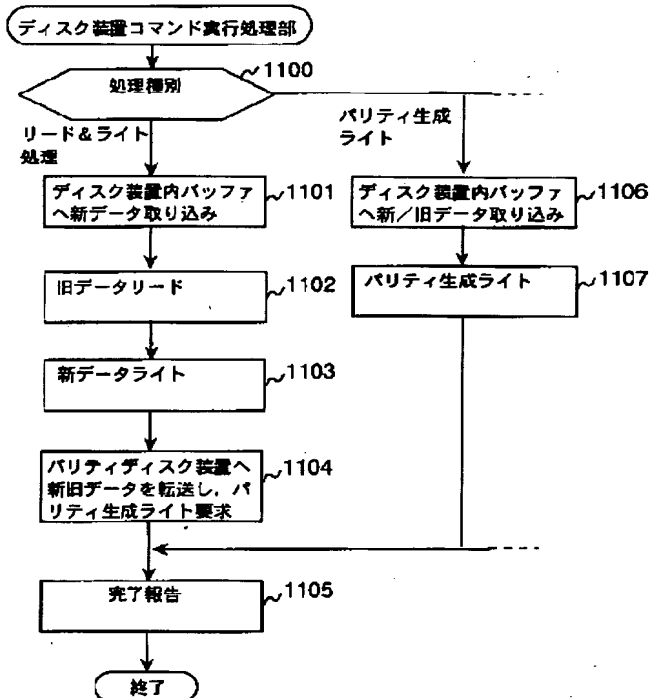 ディスク装置コマンド実行処理部
1100
処理種別
リード&ライト
処理
パリティ生成
ライト
ディスク装置内バッファ
へ新データ取り込み
1101
ディスク装置内バッファ
へ新/旧データ取り込み
1106
旧データリード
1102
パリティ生成ライト
1107
新データライト
1103
パリティディスク装置へ
新旧データを転送し,パ
リティ生成ライト要求
1104
完了報告
1105
終了